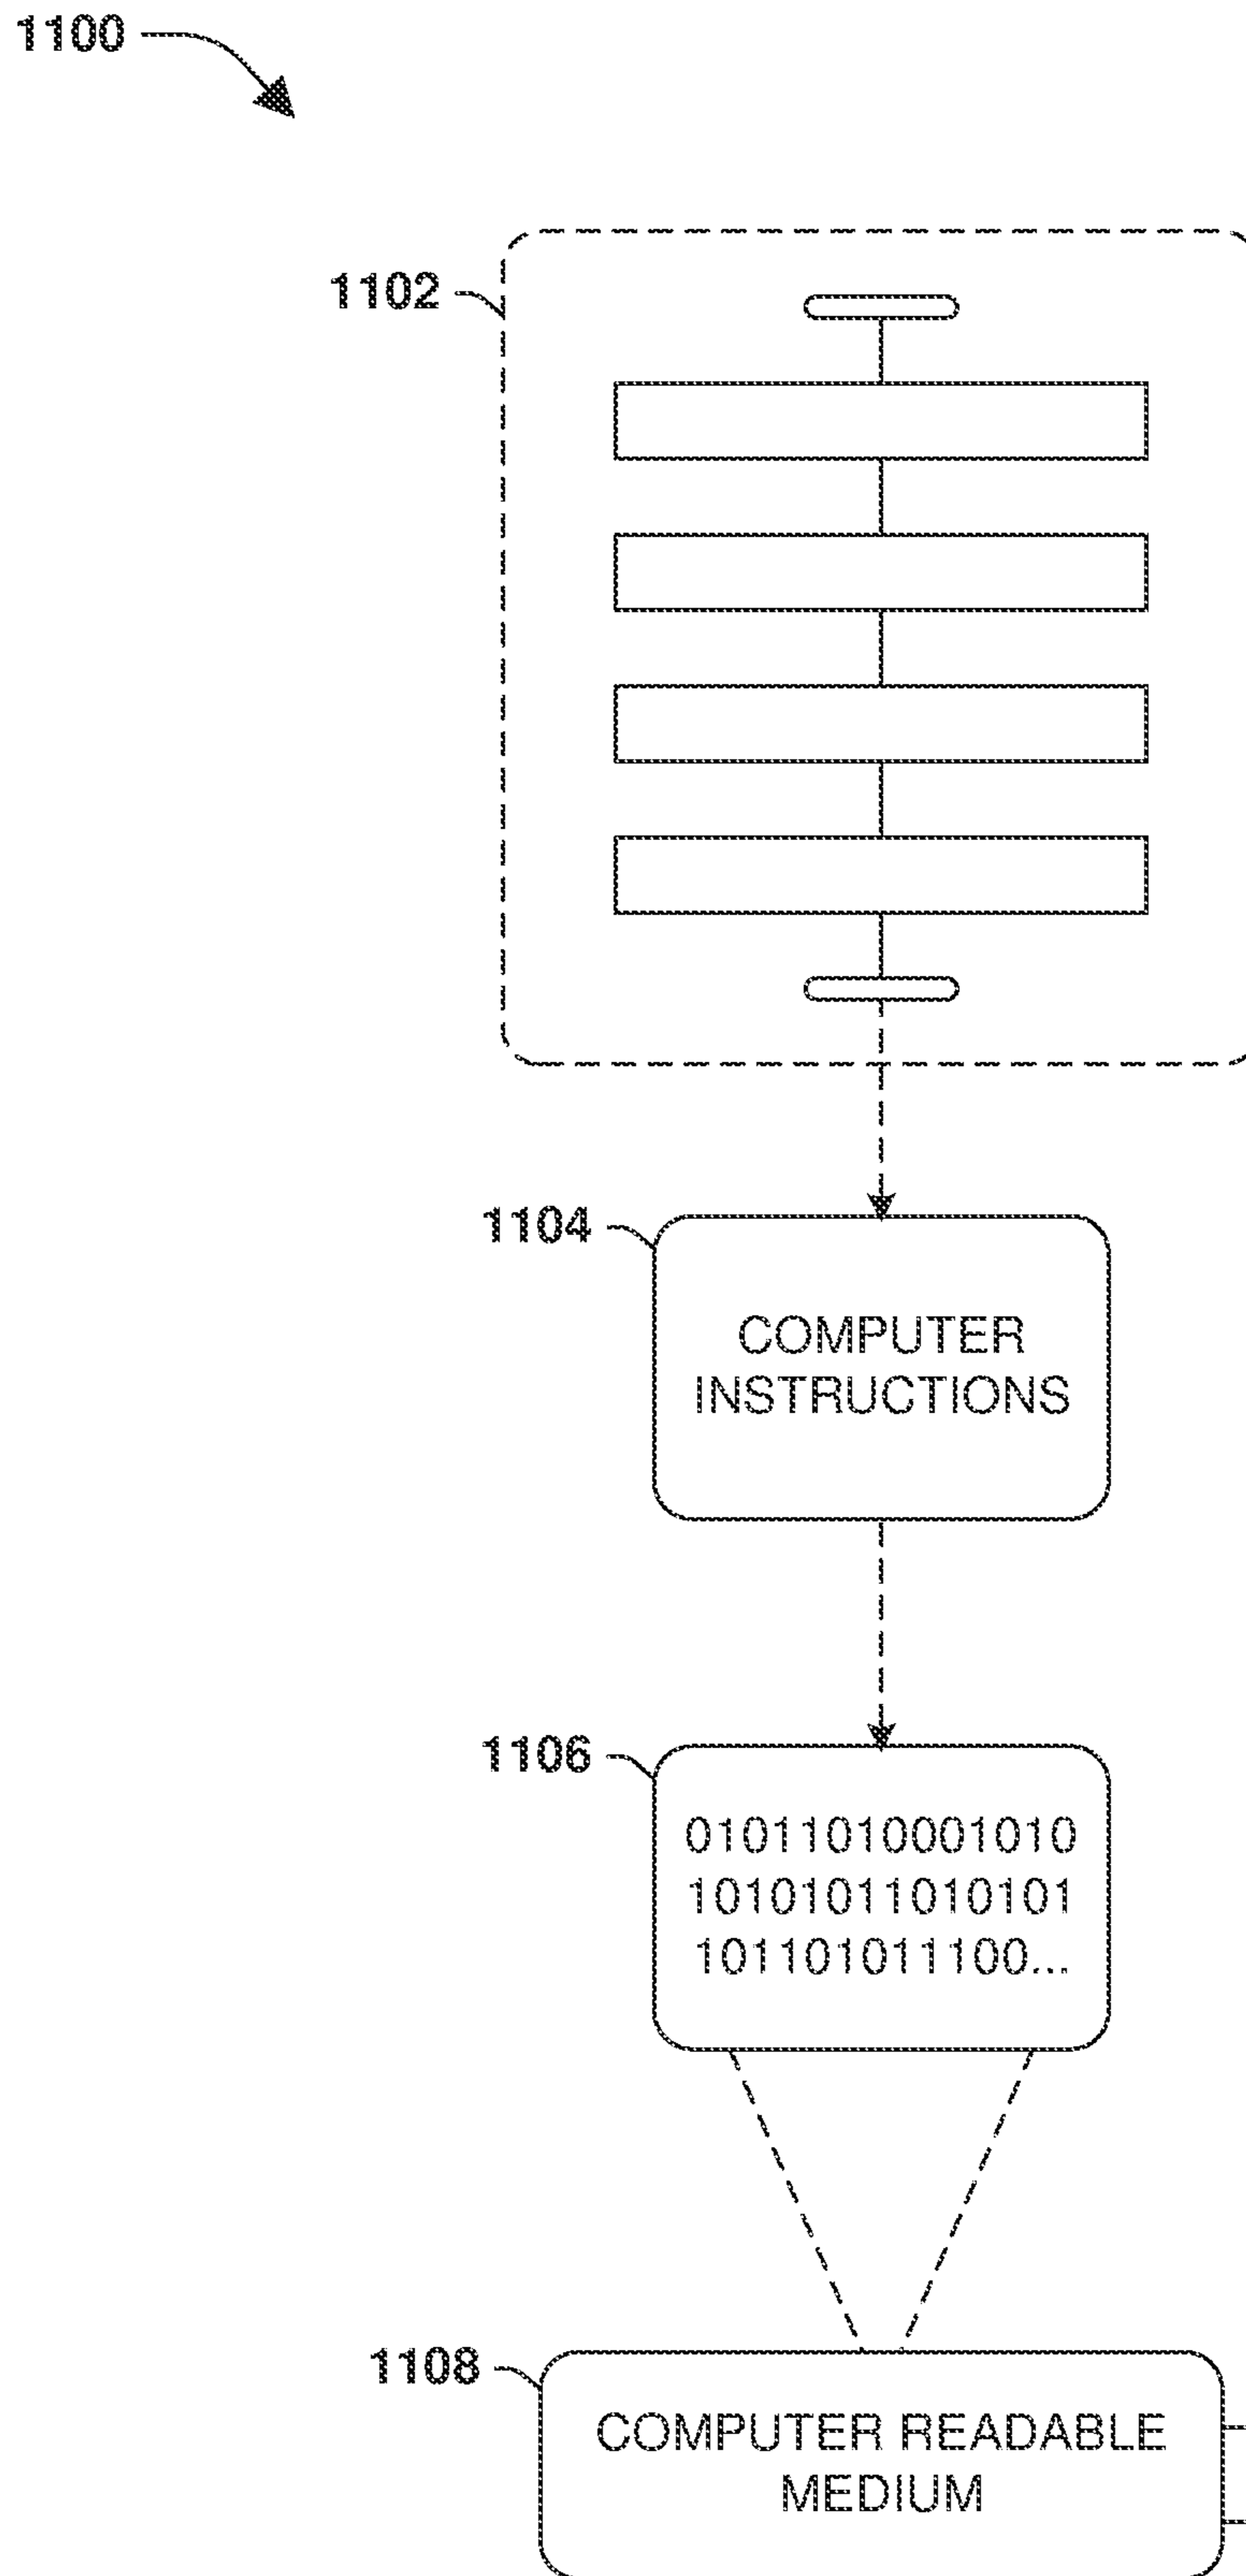 1100
1102
1104
COMPUTER
INSTRUCTIONS
1106
01011010001010
10101011010101
101101011100...
1108
COMPUTER READABLE
MEDIUM